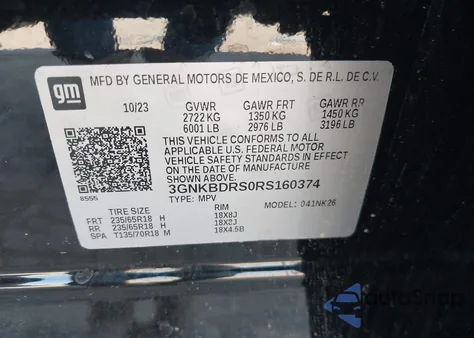 gm
MFD BY GENERAL MOTORS DE MEXICO, S. DE R.L. DE C.V.
10/23 GVWR GAWR FRT GAWR RR
2722 KG 1350 KG 1450 KG
6001 LB 2976 LB 3196 LB
THIS VEHICLE CONFORMS TO ALL
APPLICABLE U.S. FEDERAL MOTOR
VEHICLE SAFETY STANDARDS IN
EFFECT ON THE DATE OF
MANUFACTURE SHOWN ABOVE.
3GNKBDRS0RS160374
8555 TYPE: MPV MODEL: 041NK26
TIRE SIZE RIM
FRT 235/65R18 H 18X8J
RR 235/65R18 H 18X8J
SPA T135/70R18 M 18X4.5B
AutoSnap